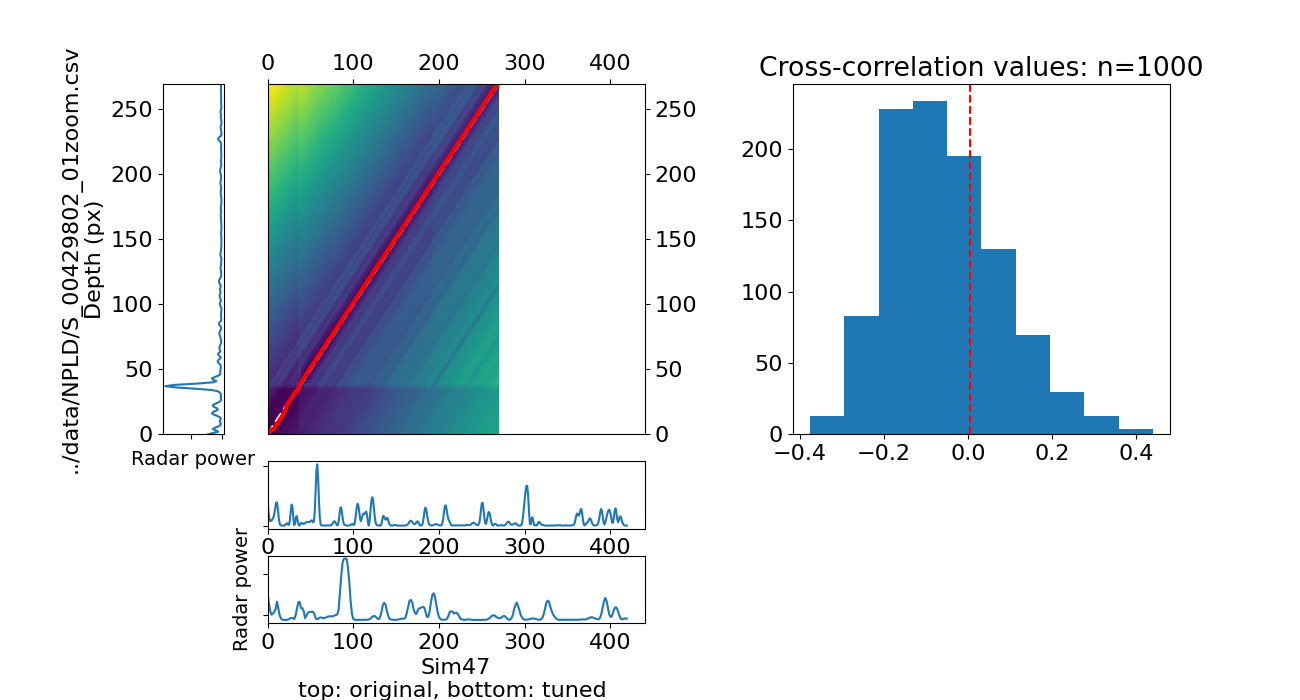 0 100 200 300 400
Cross-correlation values: n=1000
../data/NPLD/S_00429802_01zoom.csv
Depth (px)
250
200
150
100
50
0
250
200
150
100
50
0
200
150
100
50
0
−0.4 −0.2 0.0 0.2 0.4
Radar power
0 100 200 300 400
Radar power
0 100 200 300 400
Sim47
top: original, bottom: tuned